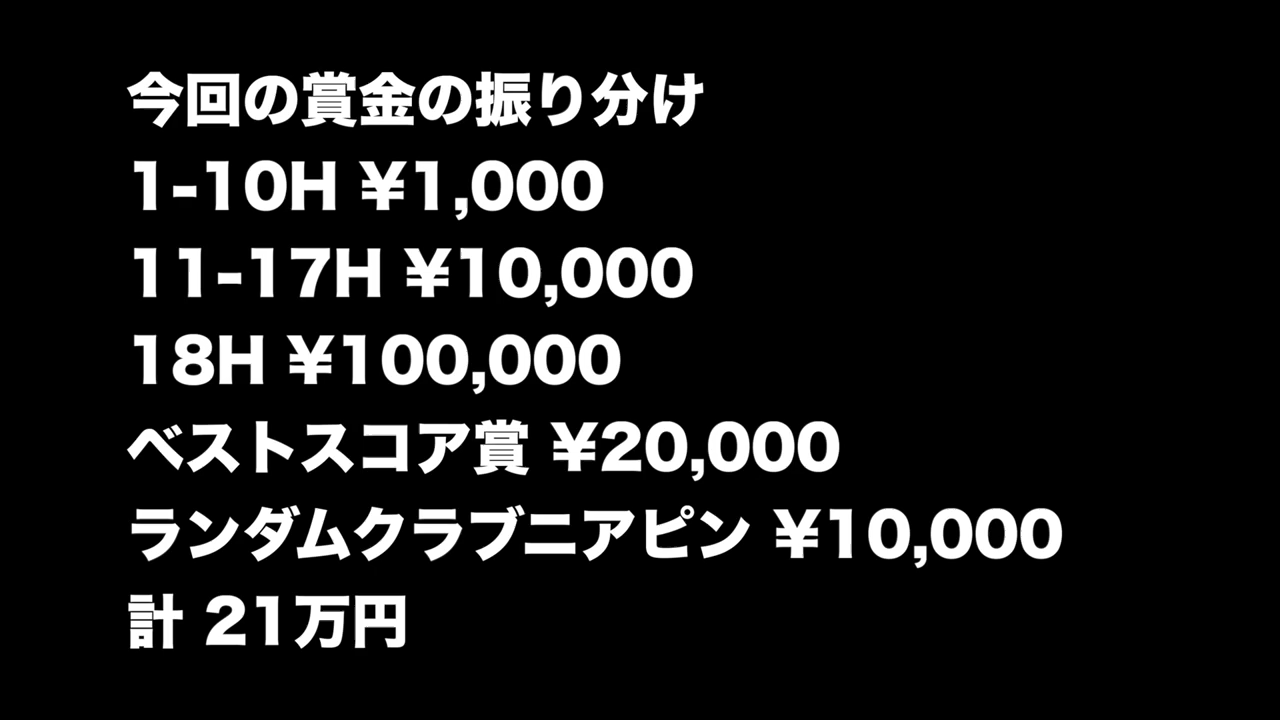 今回の賞金の振り分け
1-10H ¥1,000
11-17H ¥10,000
18H ¥100,000
ベストスコア賞 ¥20,000
ランダムクラブニアピン ¥10,000
計 21万円